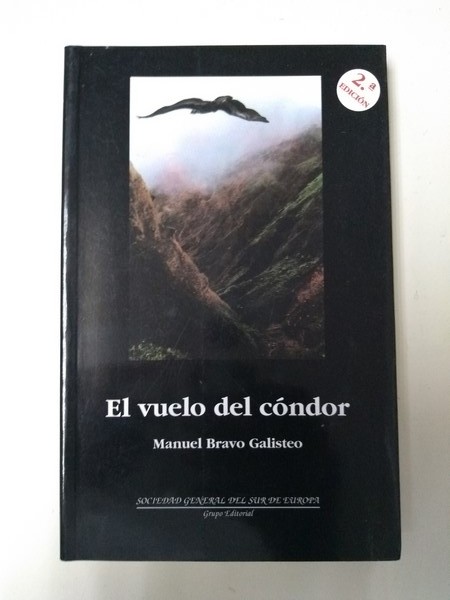 2.ª
EDICIÓN
El vuelo del cóndor
Manuel Bravo Galisteo
SOCIEDAD GENERAL DEL SUR DE EUROPA
Grupo Editorial